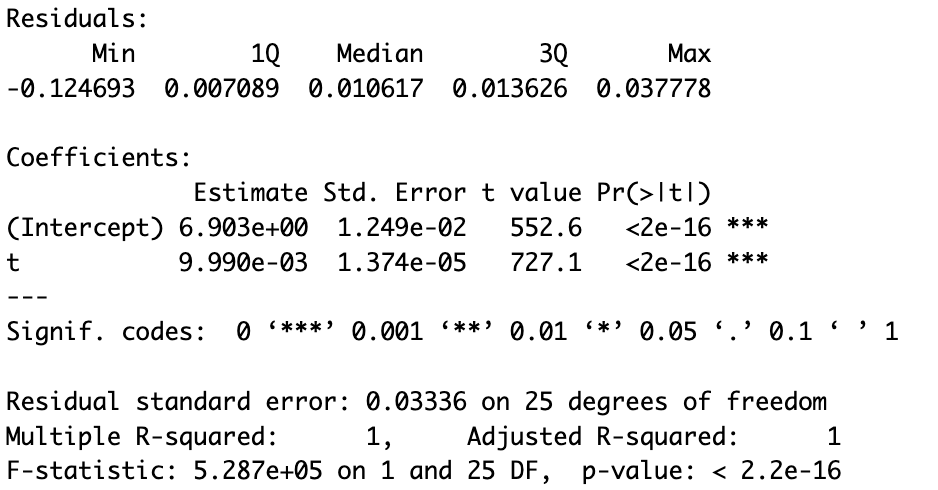 Residuals:
      Min        1Q    Median        3Q       Max
-0.124693  0.007089  0.010617  0.013626  0.037778

Coefficients:
             Estimate Std. Error t value Pr(>|t|)
(Intercept) 6.903e+00  1.249e-02   552.6   <2e-16 ***
t           9.990e-03  1.374e-05   727.1   <2e-16 ***
---
Signif. codes:  0 ‘***’ 0.001 ‘**’ 0.01 ‘*’ 0.05 ‘.’ 0.1 ‘ ’ 1

Residual standard error: 0.03336 on 25 degrees of freedom
Multiple R-squared:      1,	Adjusted R-squared:      1
F-statistic: 5.287e+05 on 1 and 25 DF,  p-value: < 2.2e-16